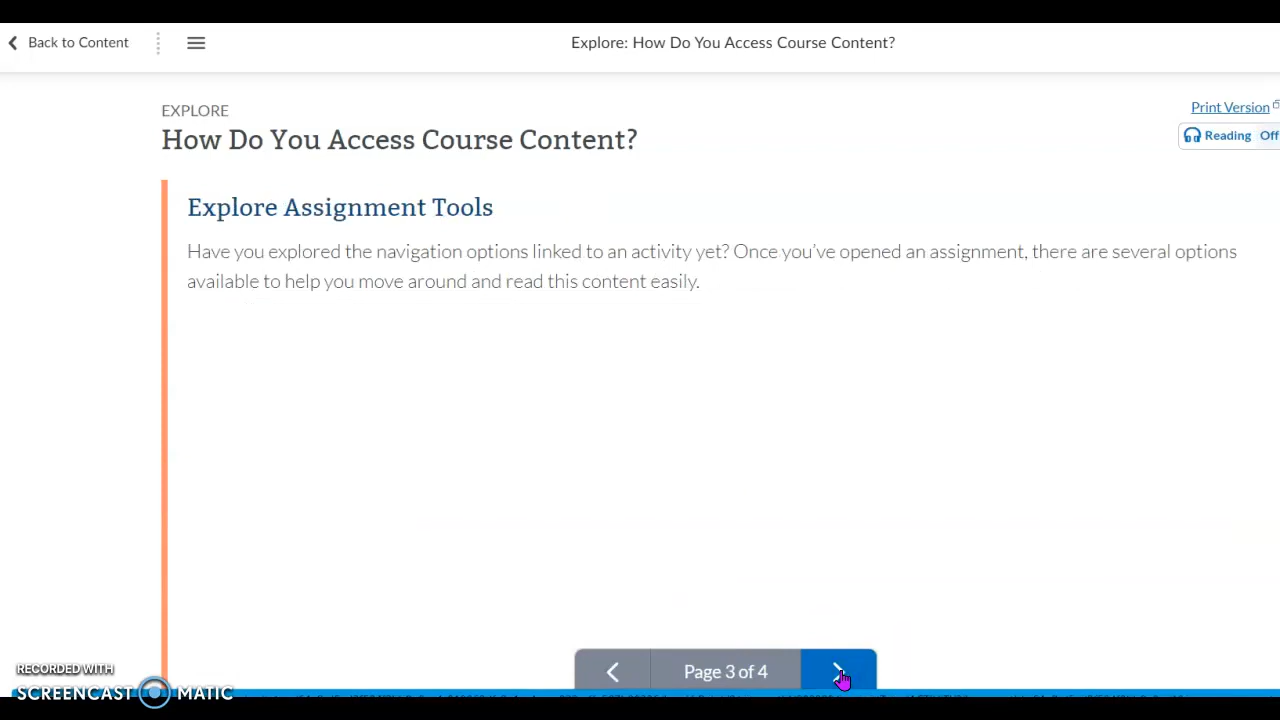 Back to Content
Explore: How Do You Access Course Content?
EXPLORE
Print Version
How Do You Access Course Content?
Reading Off
Explore Assignment Tools
Have you explored the navigation options linked to an activity yet? Once you’ve opened an assignment, there are several options
available to help you move around and read this content easily.
Page 3 of 4
RECORDED WITH
SCREENCAST MATIC